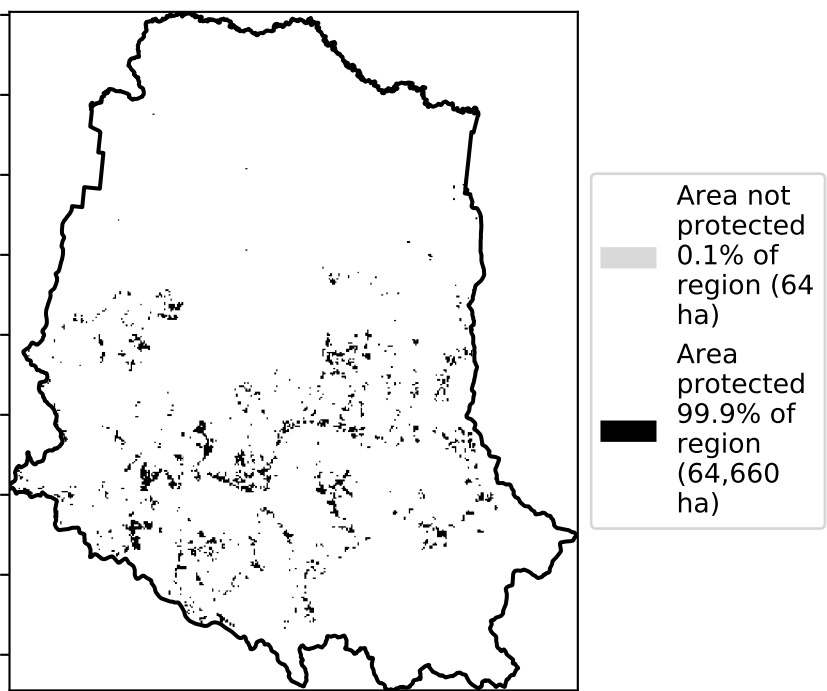 Area not
protected
0.1% of
region (64
ha)
Area
protected
99.9% of
region
(64,660
ha)